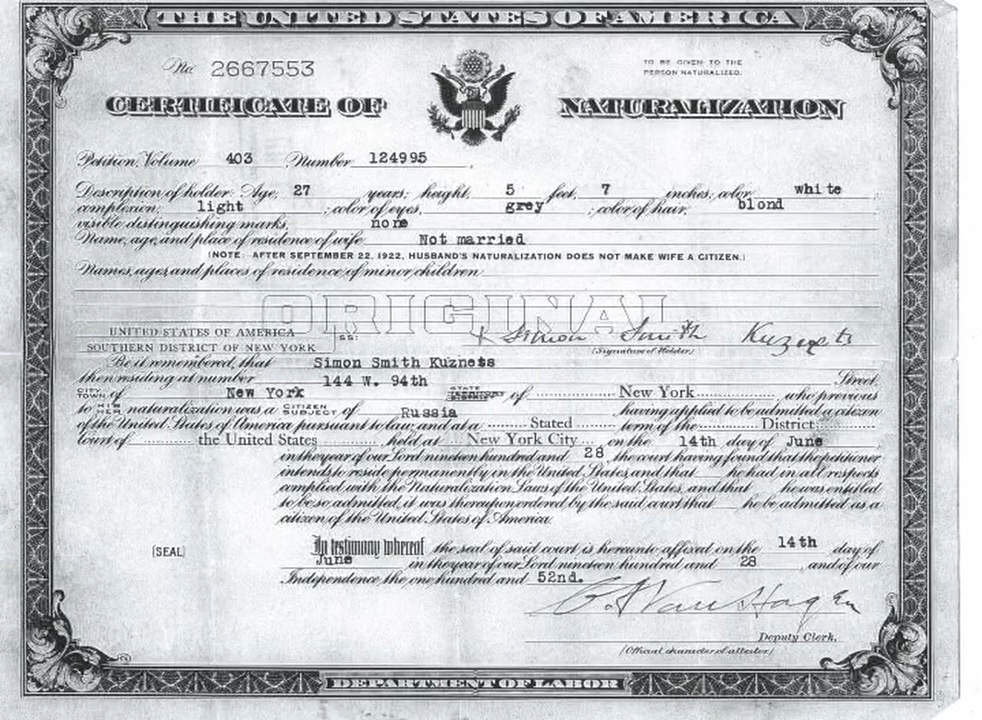 THE UNITED STATES OF AMERICA
No. 2667553
TO BE GIVEN TO THE
PERSON NATURALIZED.
CERTIFICATE OF NATURALIZATION
Petition, Volume 403 Number 124995
Description of holder: Age, 27 years; height, 5 feet, 7 inches; color, white;
complexion, light; color of eyes, grey; color of hair, blond;
visible distinguishing marks, none
Name, age, and place of residence of wife Not married
(NOTE: AFTER SEPTEMBER 22, 1922, HUSBAND'S NATURALIZATION DOES NOT MAKE WIFE A CITIZEN.)
Names, ages, and places of residence of minor children
ORIGINAL
UNITED STATES OF AMERICA
SOUTHERN DISTRICT OF NEW YORK
SS:
x Simon Smith Kuznets
(Signature of Holder)
Be it remembered, that Simon Smith Kuznets
then residing at number 144 W. 94th Street,
CITY TOWN of New York STATE TERRITORY DISTRICT of New York, who previous
to HIS HER naturalization was a CITIZEN SUBJECT of Russia having applied to be admitted a citizen
of the United States of America pursuant to law, and at a Stated term of the District
Court of the United States held at New York City on the 14th day of June
in the year of our Lord nineteen hundred and 28, the court having found that the petitioner
intends to reside permanently in the United States, and that he had in all respects
complied with the Naturalization Laws of the United States, and that he was entitled
to be so admitted, it was thereupon ordered by the said court that he be admitted as a
citizen of the United States of America.
(SEAL)
In testimony whereof the seal of said court is hereunto affixed on the 14th day of
June in the year of our Lord nineteen hundred and 28, and of our
Independence the one hundred and 52nd.
Deputy Clerk.
(Official character of attestor.)
DEPARTMENT OF LABOR